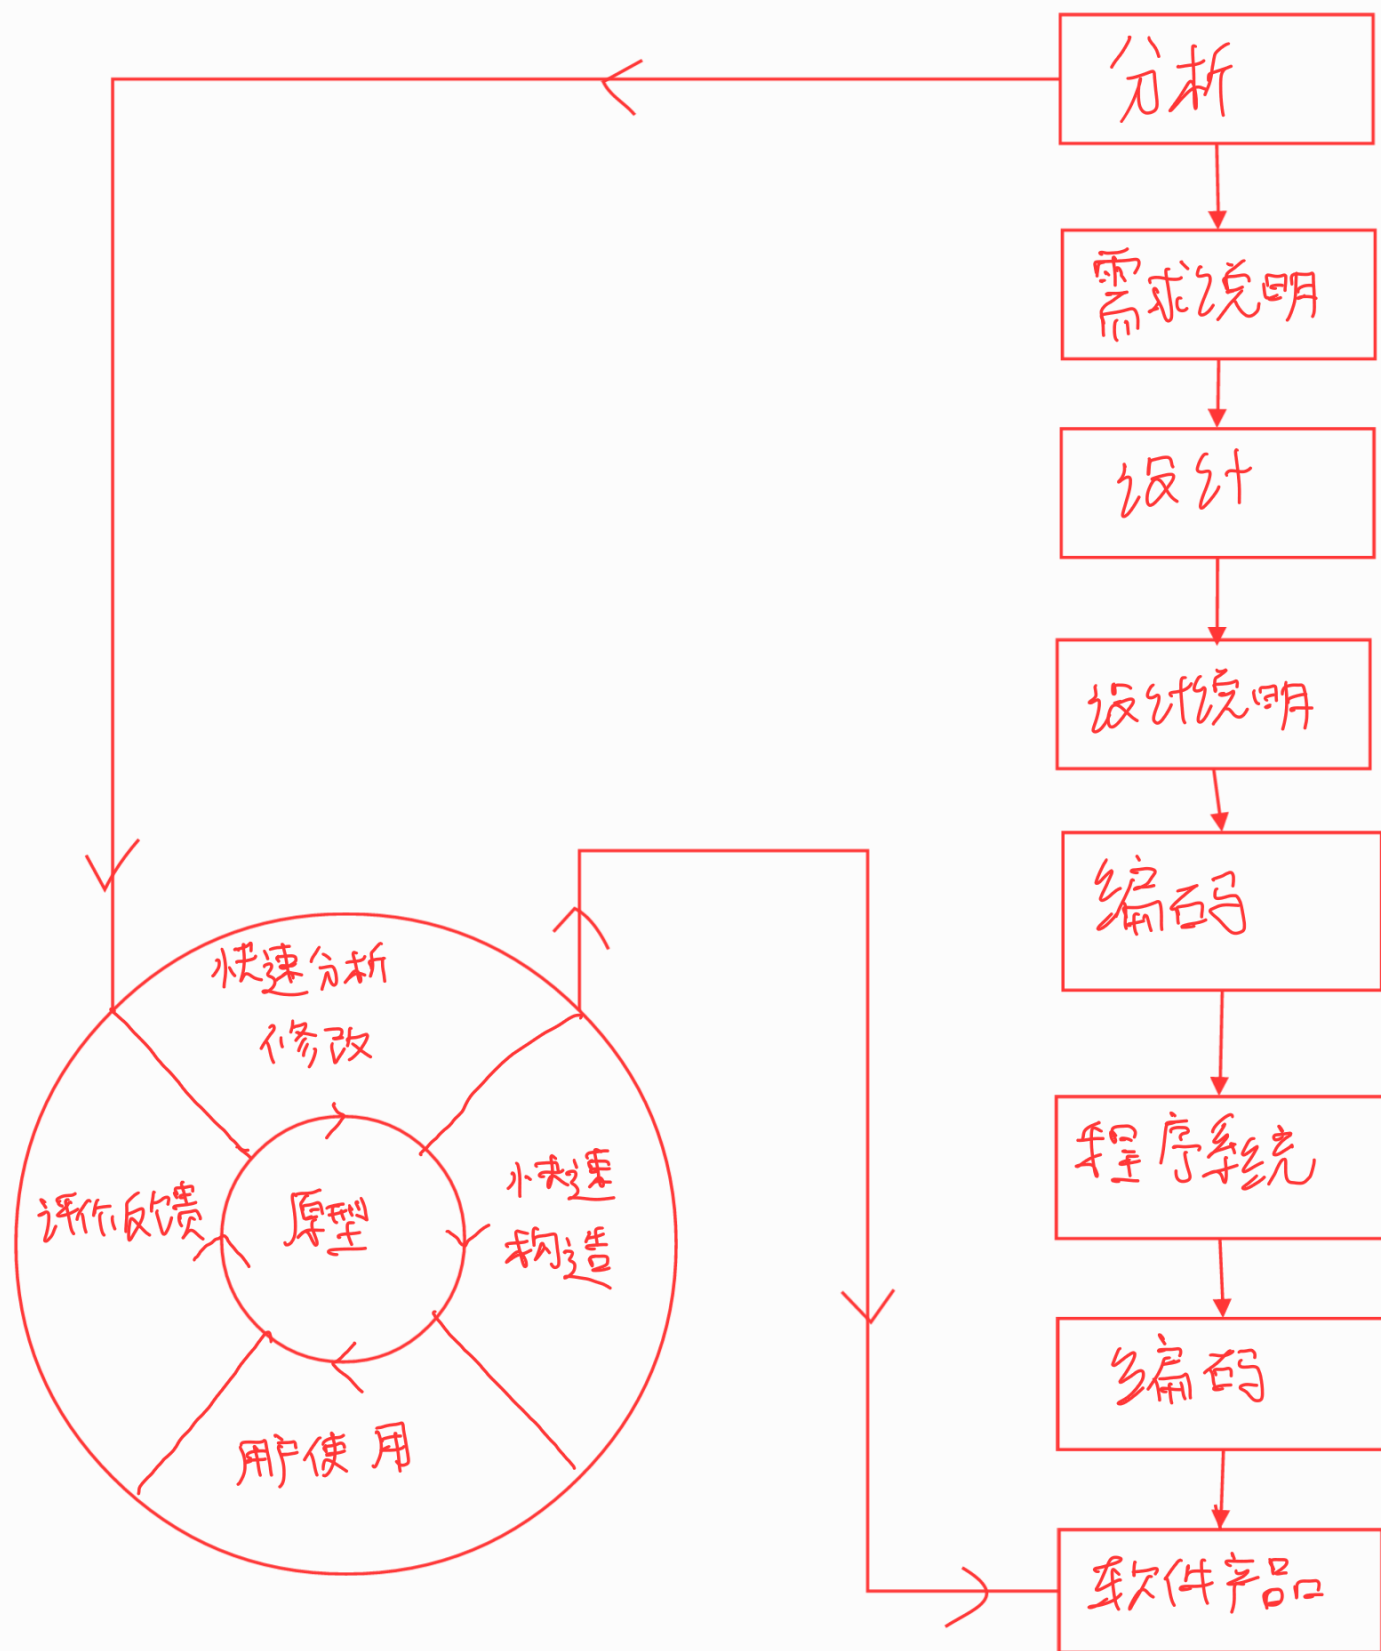 分析
需求说明
设计
设计说明
编码
程序系统
编码
软件产品
快速分析
修改
快速
构造
用户使用
评价反馈
原型